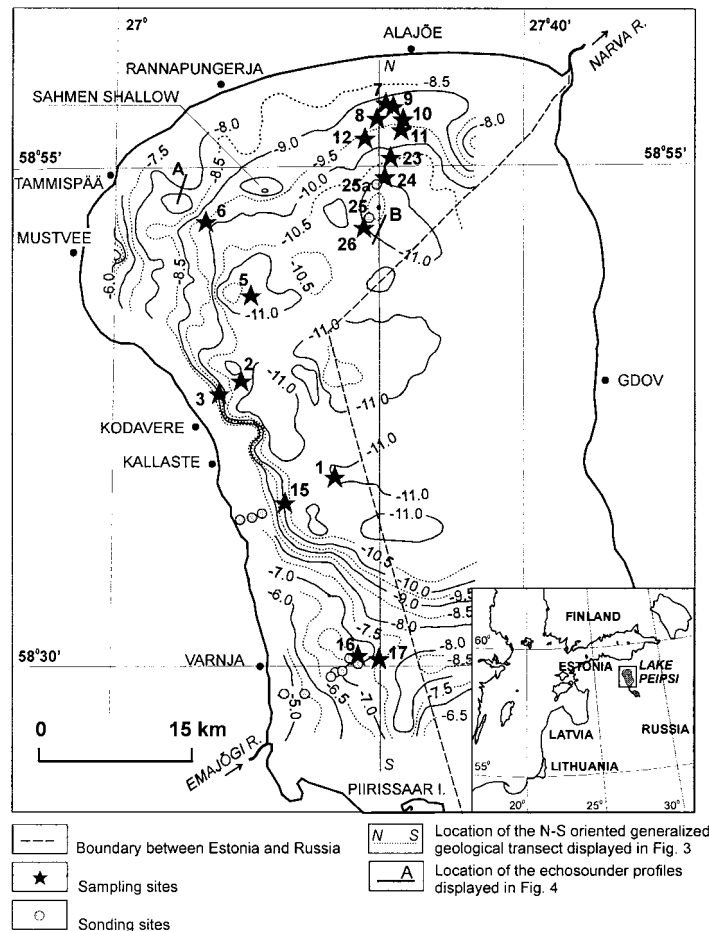 27°
27°40
ALAJÕE
NARVA R.
RANNAPUNGERJA
N
SAHMEN SHALLOW
-8.5
-8.0
7
9
8
10
-8.0
-9.0
11
12
-7.5
A
-8.5
-9.5
23
58°55
58°55
-10.0
24
TAMMISPÄÄ
25a
6
25
B
MUSTVEE
-10.5
26
-11.0
-8.5
-6.0
-10.5
5
-11.0
-11.0
2
-11.0
-11.0
GDOV
3
KODAVERE
KALLASTE
-11.0
1
-11.0
15
-11.0
-10.5
-10.0
-9.5
-9.0
-8.5
-7.0
-8.0
-6.0
-7.5
-8.0
58°30
VARNJA
16
17
-8.5
-7.5
-6.5
-7.0
-5.0
-6.5
0 15 km
EMAJÕGI R.
S
PIIRISSAAR I.
FINLAND
60°
60°
ESTONIA
LAKE
PEIPSI
LATVIA
RUSSIA
LITHUANIA
55°
20°
25°
30°
Boundary between Estonia and Russia
Sampling sites
Sonding sites
N S Location of the N-S oriented generalized
geological transect displayed in Fig. 3
A Location of the echosounder profiles
displayed in Fig. 4